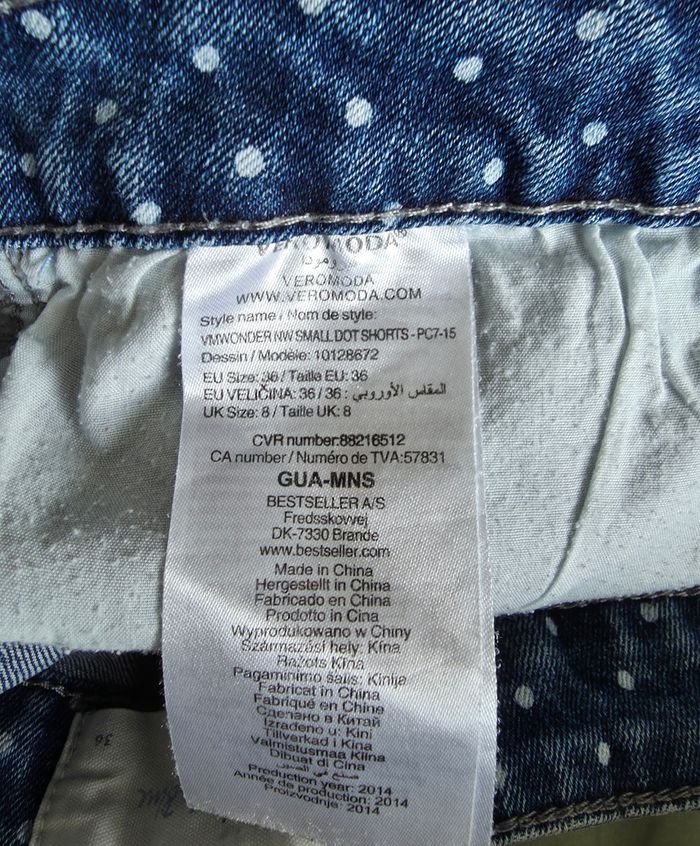 VEROMODA®
ڤيرومودا
VEROMODA
WWW.VEROMODA.COM
Style name / Nom de style:
VMWONDER NW SMALL DOT SHORTS - PC7-15
Dessin / Modèle: 10128672
EU Size: 36 / Taille EU: 36
EU VELIČINA: 36 / 36 : المقاس الأوروبي
UK Size: 8 / Taille UK: 8
CVR number:88216512
CA number / Numéro de TVA:57831
GUA-MNS
BESTSELLER A/S
Fredsskovvej
DK-7330 Brande
www.bestseller.com
Made in China
Hergestellt in China
Fabricado en China
Prodotto in Cina
Wyprodukowano w Chiny
Származási hely: Kína
Ražots Ķīna
Pagaminimo šalis: Kinija
Fabricat in China
Fabriqué en China
Сделано в Китай
Izrađeno u: Kini
Tillverkad i Kina
Valmistusmaa Kiina
Dibuat di Cina
صنع في الصين
Production year: 2014
Année de production: 2014
Proizvodnje: 2014
36